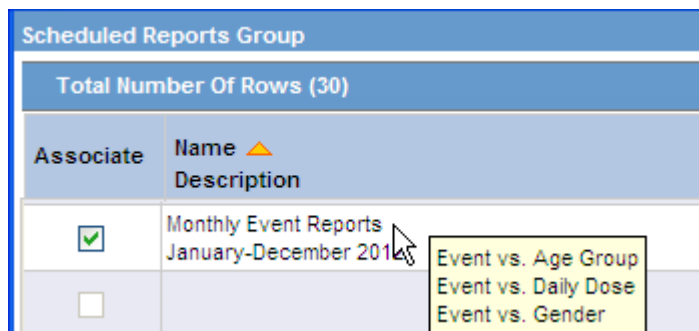 Scheduled Reports Group
Total Number Of Rows (30)
Associate
Name
Description
Monthly Event Reports
January-December
Event vs. Age Group
Event vs. Daily Dose
Event vs. Gender